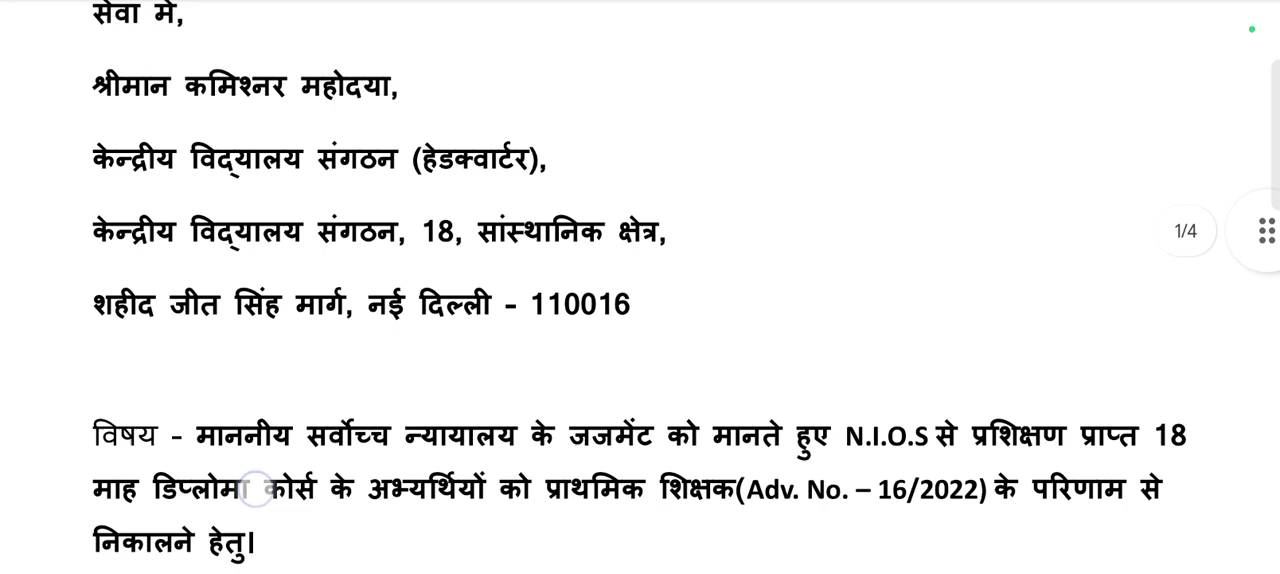 सेवा में,
श्रीमान कमिश्नर महोदया,
केन्द्रीय विद्यालय संगठन (हेडक्वार्टर),
केन्द्रीय विद्यालय संगठन, 18, सांस्थानिक क्षेत्र,
1/4
शहीद जीत सिंह मार्ग, नई दिल्ली - 110016
विषय - माननीय सर्वोच्च न्यायालय के जजमेंट को मानते हुए N.I.O.S से प्रशिक्षण प्राप्त 18
माह डिप्लोमा कोर्स के अभ्यर्थियों को प्राथमिक शिक्षक(Adv. No. – 16/2022) के परिणाम से
निकालने हेतु।